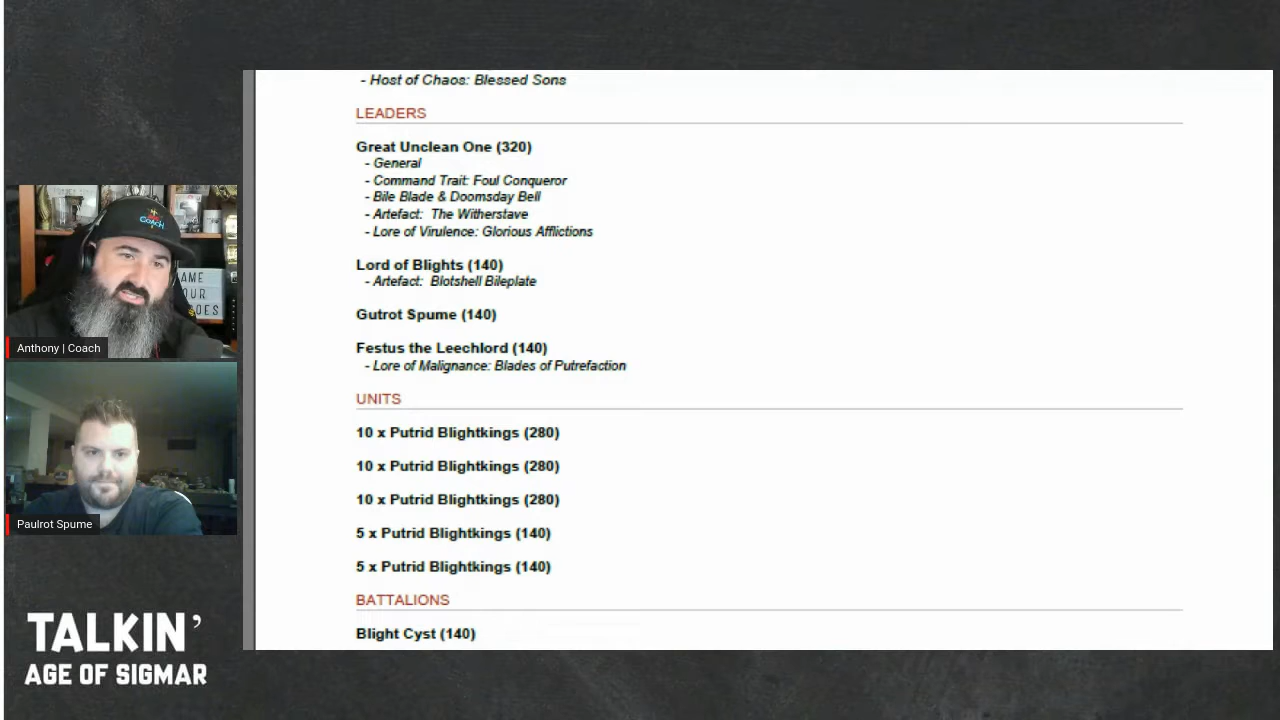 - Host of Chaos: Blessed Sons
LEADERS
Great Unclean One (320)
- General
- Command Trait: Foul Conqueror
- Bile Blade & Doomsday Bell
- Artefact: The Witherstave
- Lore of Virulence: Glorious Afflictions
Lord of Blights (140)
- Artefact: Blotshell Bileplate
Gutrot Spume (140)
Festus the Leechlord (140)
- Lore of Malignance: Blades of Putrefaction
UNITS
10 x Putrid Blightkings (280)
10 x Putrid Blightkings (280)
10 x Putrid Blightkings (280)
5 x Putrid Blightkings (140)
5 x Putrid Blightkings (140)
BATTALIONS
Blight Cyst (140)
COACH
AME
OUR
OES
Anthony | Coach
Paulrot Spume
TALKIN'
AGE OF SIGMAR